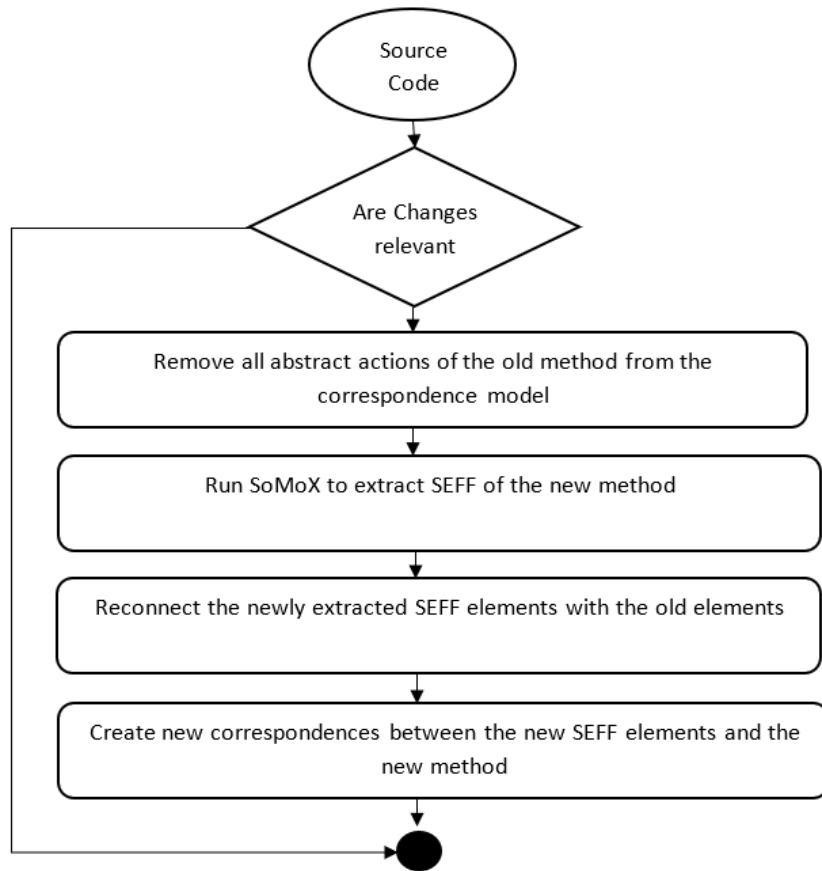 Source
Code
Are Changes
relevant
Remove all abstract actions of the old method from the
correspondence model
Run SoMoX to extract SEFF of the new method
Reconnect the newly extracted SEFF elements with the old elements
Create new correspondences between the new SEFF elements and the
new method